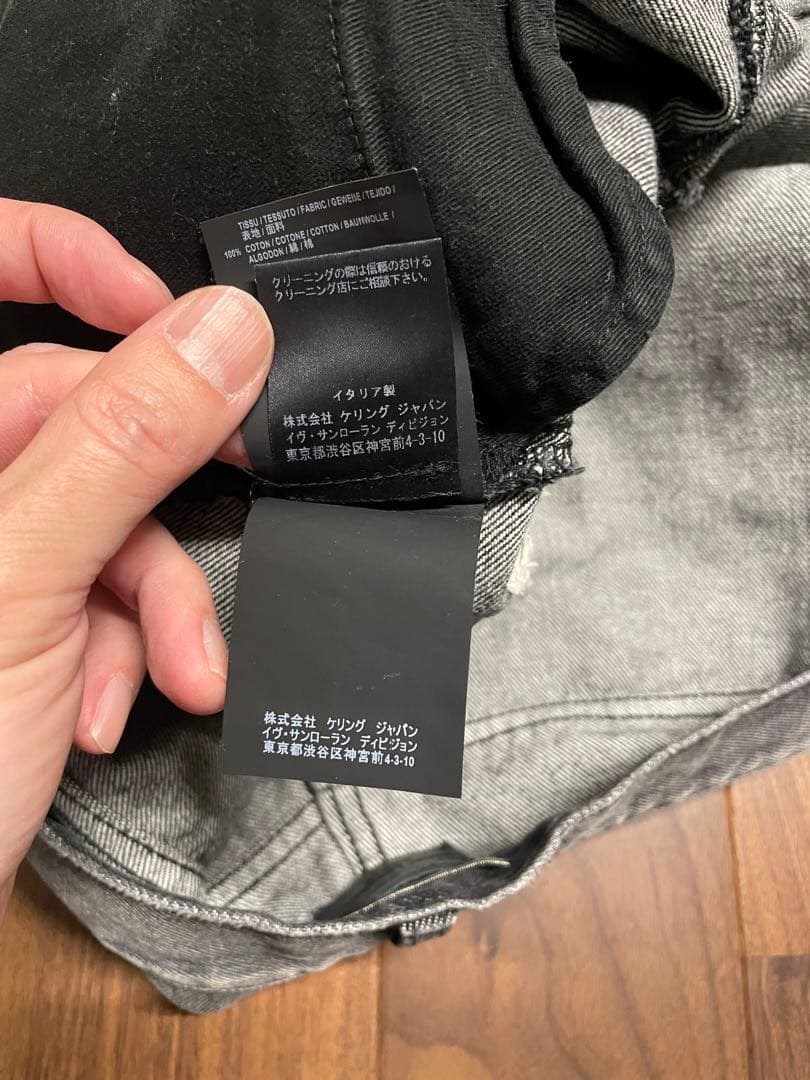 TISSU / TESSUTO / FABRIC / GEWEBE / TEJIDO /
表地 / 面料
100% COTON / COTONE / COTTON / BAUMWOLLE /
ALGODON / 綿 / 棉
クリーニングの際は信頼のおける
クリーニング店にご相談下さい。
イタリア製
株式会社 ケリング ジャパン
イヴ・サンローラン ディビジョン
東京都渋谷区神宮前4-3-10
株式会社 ケリング ジャパン
イヴ・サンローラン ディビジョン
東京都渋谷区神宮前4-3-10